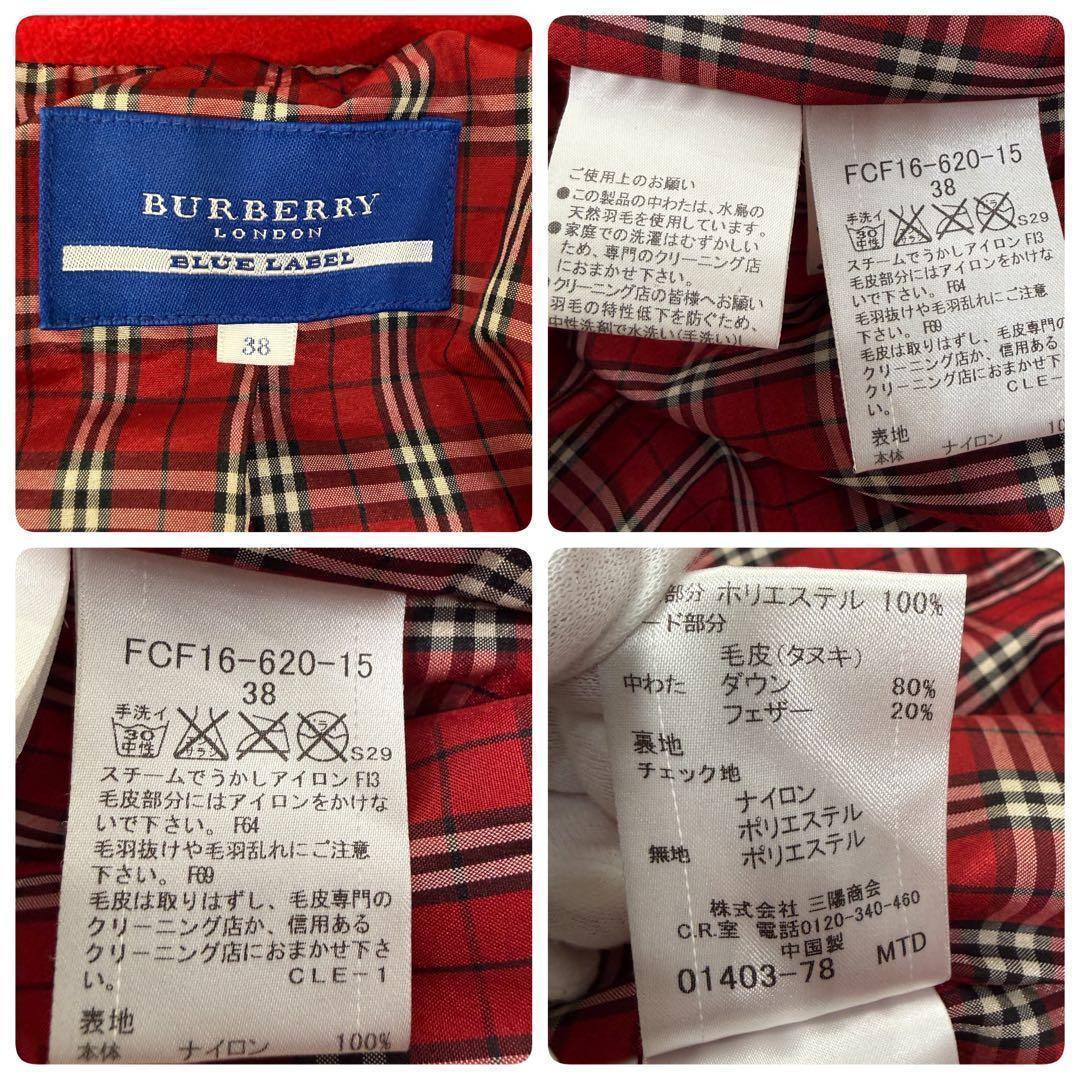 BURBERRY
LONDON
BLUE LABEL
38
ご使用上のお願い
●この製品の中わたは、水鳥の
天然羽毛を使用しています。
●家庭での洗濯はむずかしい
ため、専門のクリーニング店
におまかせ下さい。
クリーニング店の皆様へお願い
羽毛の特性低下を防ぐため、
中性洗剤で水洗い(手洗い)し
FCF16-620-15
38
手洗イ
30
中性
S29
スチームでうかしアイロン F13
毛皮部分にはアイロンをかけな
いで下さい。 F64
毛羽抜けや毛羽乱れにご注意
下さい。 F69
毛皮は取りはずし、毛皮専門の
クリーニング店か、信用ある
クリーニング店におまかせ下さ
い。 CLE-1
表地
本体 ナイロン 10
FCF16-620-15
38
手洗イ
30
中性
S29
スチームでうかしアイロン F13
毛皮部分にはアイロンをかけな
いで下さい。 F64
毛羽抜けや毛羽乱れにご注意
下さい。 F69
毛皮は取りはずし、毛皮専門の
クリーニング店か、信用ある
クリーニング店におまかせ下さ
い。 CLE-1
表地
本体 ナイロン 100%
部分 ポリエステル 100%
ード部分
毛皮(タヌキ)
中わた ダウン 80%
フェザー 20%
裏地
チェック地
ナイロン
ポリエステル
無地 ポリエステル
株式会社 三陽商会
C.R.室 電話0120-340-460
中国製
01403-78 MTD